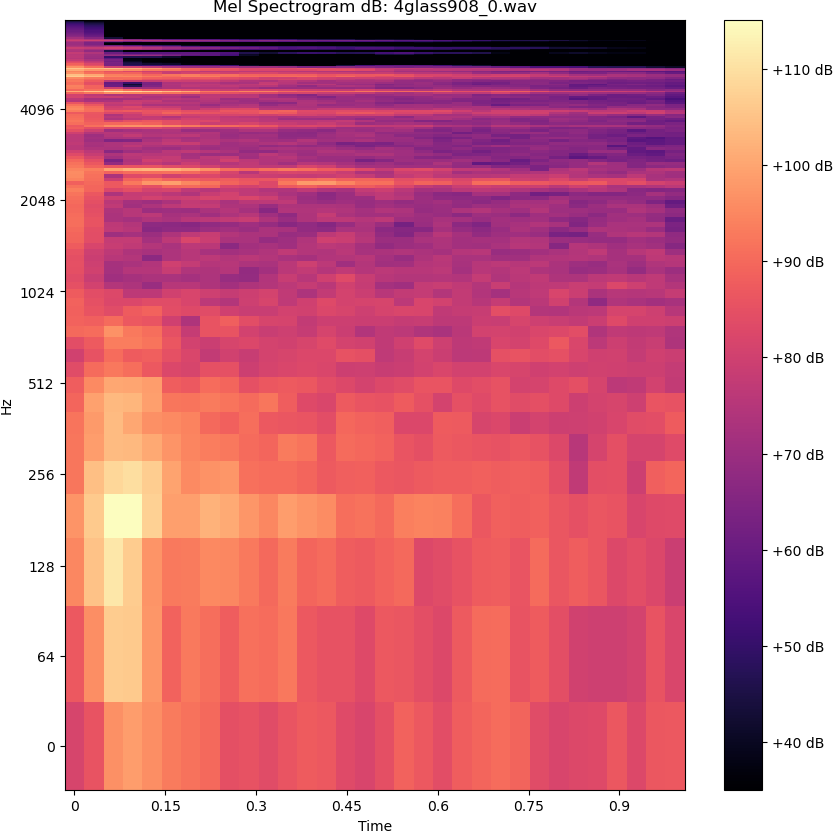 Mel Spectrogram dB: 4glass908_0.wav
4096
2048
1024
512
256
128
64
0
Hz
0
0.15
0.3
0.45
0.6
0.75
0.9
Time
+110 dB
+100 dB
+90 dB
+80 dB
+70 dB
+60 dB
+50 dB
+40 dB